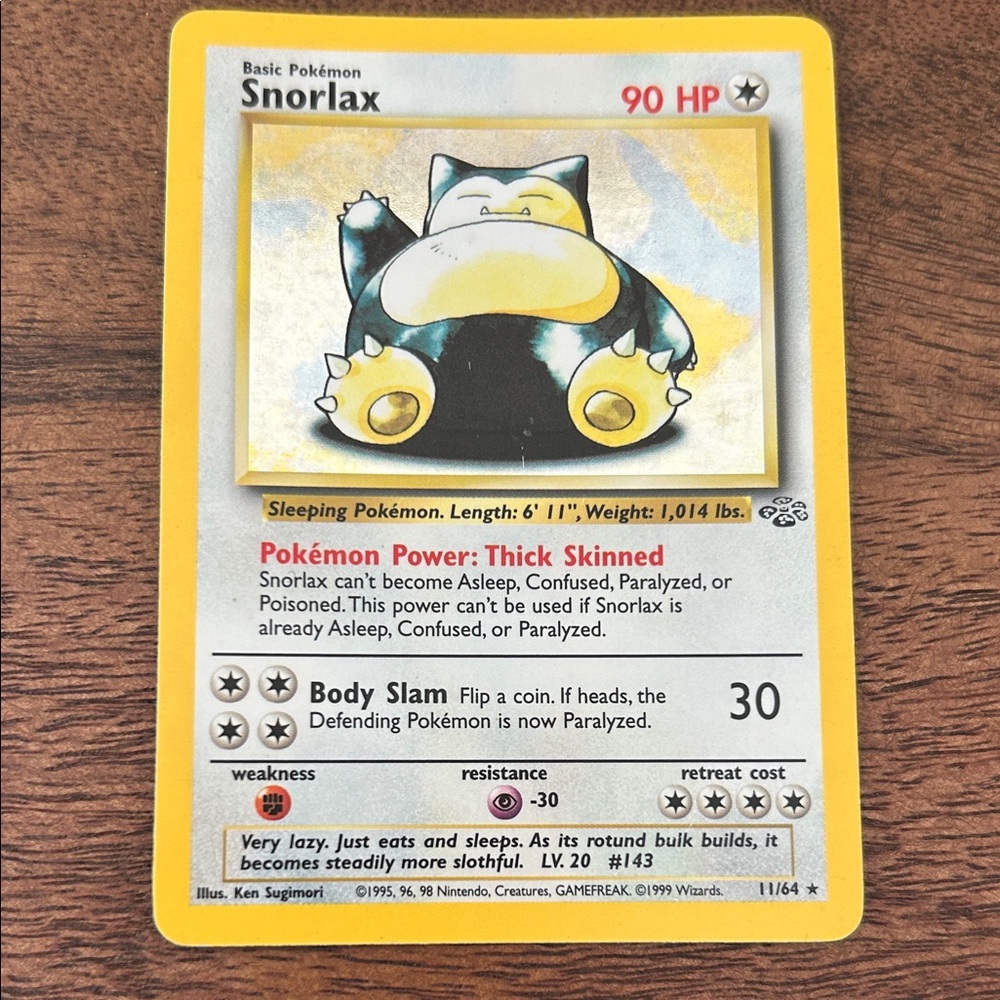 Basic Pokémon
Snorlax
90 HP
Sleeping Pokémon. Length: 6' 11", Weight: 1,014 lbs.
Pokémon Power: Thick Skinned
Snorlax can't become Asleep, Confused, Paralyzed, or
Poisoned. This power can't be used if Snorlax is
already Asleep, Confused, or Paralyzed.
Body Slam Flip a coin. If heads, the
Defending Pokémon is now Paralyzed.
30
weakness
resistance
retreat cost
-30
Very lazy. Just eats and sleeps. As its rotund bulk builds, it
becomes steadily more slothful. LV. 20 #143
Illus. Ken Sugimori
©1995, 96, 98 Nintendo, Creatures, GAMEFREAK. ©1999 Wizards.
11/64 ★